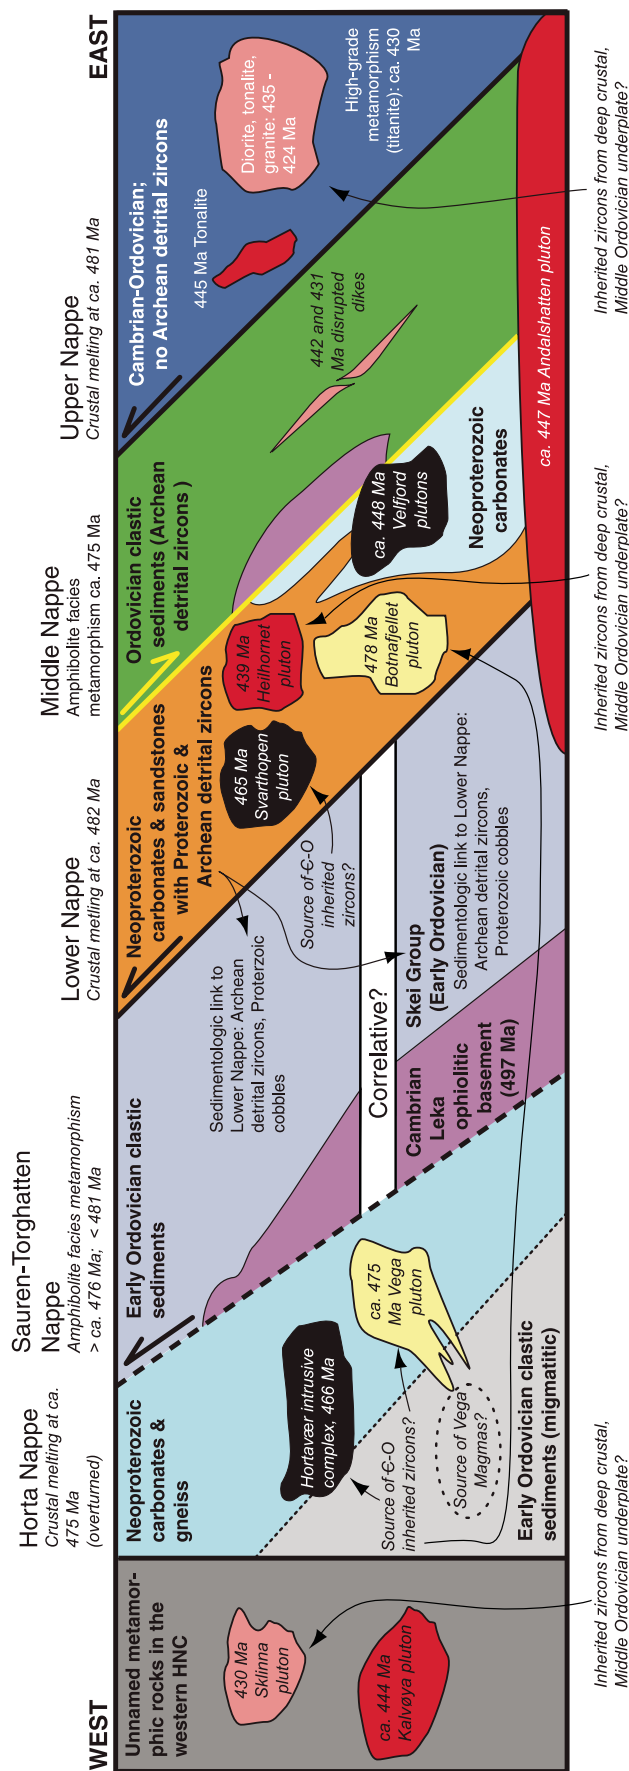 WEST
EAST
Horta Nappe
Crustal melting at ca.
475 Ma
(overturned)
Sauren-Torghatten
Nappe
Amphibolite facies metamorphism
> ca. 476 Ma; < 481 Ma
Lower Nappe
Crustal metling at ca. 482 Ma
Middle Nappe
Amphibolite facies
metamorphism ca. 475 Ma
Upper Nappe
Crustal melting at ca. 481 Ma
Unnamed metamor-
phic rocks in the
western HNC
430 Ma
Sklinna
pluton
ca. 444 Ma
Kalvøya pluton
Neoproterozoic
carbonates &
gneiss
Hortavær intrusive
complex, 466 Ma
Source of Є-O
inherited zircons?
ca. 475
Ma Vega
pluton
Source of Vega
Magmas?
Early Ordovician clastic
sediments (migmatitic)
Early Ordovician clastic
sediments
Sedimentologic link to
Lower Nappe: Archean
detrital zircons, Proterzoic
cobbles
Correlative?
Cambrian
Leka
ophiolitic
basement
(497 Ma)
Skei Group
(Early Ordovician)
Sedimentologic link to Lower Nappe:
Archean detrital zircons,
Proterozoic cobbles
Neoproterozoic
carbonates & sandstones
with Proterozoic &
Archean detrital zircons
465 Ma
Svarthopen
pluton
Source of Є-O
inherited
zircons?
439 Ma
Heilhornet
pluton
478 Ma
Botnafjellet
pluton
Ordovician clastic
sediments (Archean
detrital zircons )
ca. 448 Ma
Velfjord
plutons
Neoproterozoic
carbonates
442 and 431
Ma disrupted
dikes
Cambrian-Ordovician;
no Archean detrital zircons
445 Ma Tonalite
Diorite, tonalite,
granite: 435 -
424 Ma
High-grade
metamorphism
(titanite): ca. 430
Ma
ca. 447 Ma Andalshatten pluton
Inherited zircons from deep crustal,
Middle Ordovician underplate?
Inherited zircons from deep crustal,
Middle Ordovician underplate?
Inherited zircons from deep crustal,
Middle Ordovician underplate?